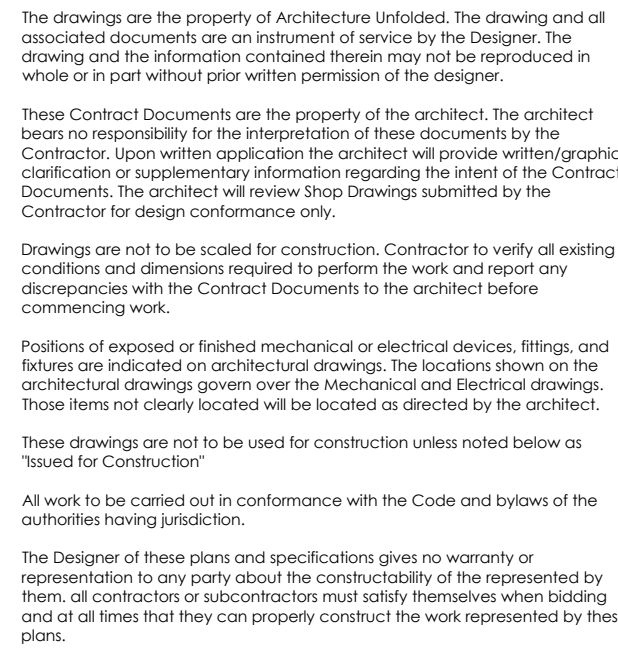 The drawings are the property of Architecture Unfolded. The drawing and all
associated documents are an instrument of service by the Designer. The
drawing and the information contained therein may not be reproduced in
whole or in part without prior written permission of the designer.
These Contract Documents are the property of the architect. The architect
bears no responsibility for the interpretation of these documents by the
Contractor. Upon written application the architect will provide written/graphic
clarification or supplementary information regarding the intent of the Contract
Documents. The architect will review Shop Drawings submitted by the
Contractor for design conformance only.
Drawings are not to be scaled for construction. Contractor to verify all existing
conditions and dimensions required to perform the work and report any
discrepancies with the Contract Documents to the architect before
commencing work.
Positions of exposed or finished mechanical or electrical devices, fittings, and
fixtures are indicated on architectural drawings. The locations shown on the
architectural drawings govern over the Mechanical and Electrical drawings.
Those items not clearly located will be located as directed by the architect.
These drawings are not to be used for construction unless noted below as
"Issued for Construction"
All work to be carried out in conformance with the Code and bylaws of the
authorities having jurisdiction.
The Designer of these plans and specifications gives no warranty or
representation to any party about the constructability of the represented by
them. all contractors or subcontractors must satisfy themselves when bidding
and at all times that they can properly construct the work represented by thes
plans.